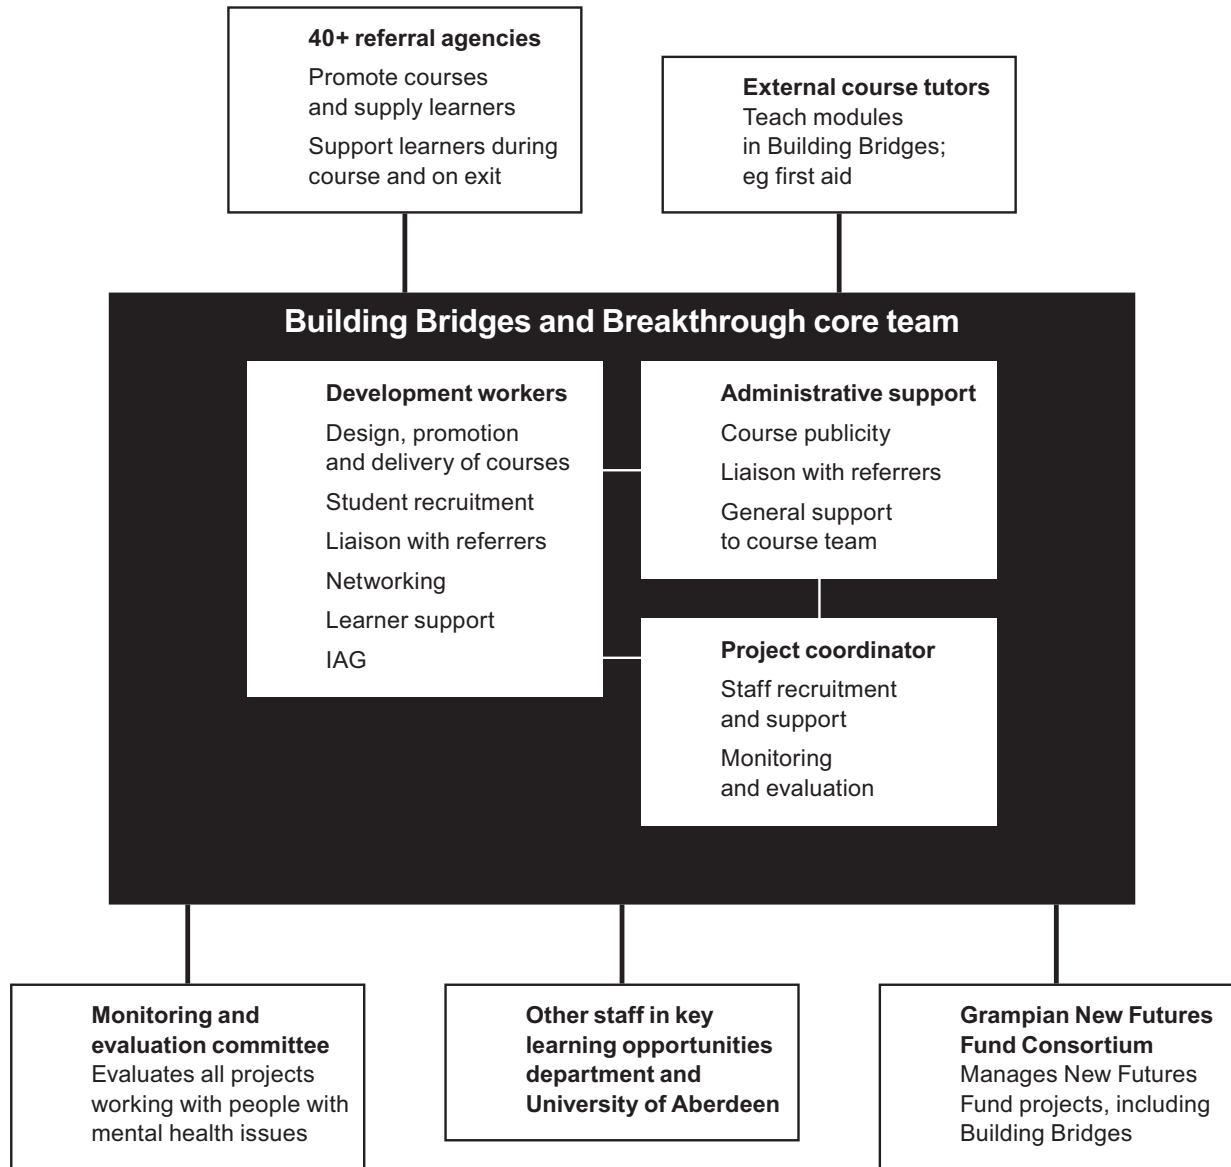 40+ referral agencies
Promote courses
and supply learners
Support learners during
course and on exit
External course tutors
Teach modules
in Building Bridges;
eg first aid
Building Bridges and Breakthrough core team
Development workers
Design, promotion
and delivery of courses
Student recruitment
Liaison with referrers
Networking
Learner support
IAG
Administrative support
Course publicity
Liaison with referrers
General support
to course team
Project coordinator
Staff recruitment
and support
Monitoring
and evaluation
Monitoring and
evaluation committee
Evaluates all projects
working with people with
mental health issues
Other staff in key
learning opportunities
department and
University of Aberdeen
Grampian New Futures
Fund Consortium
Manages New Futures
Fund projects, including
Building Bridges